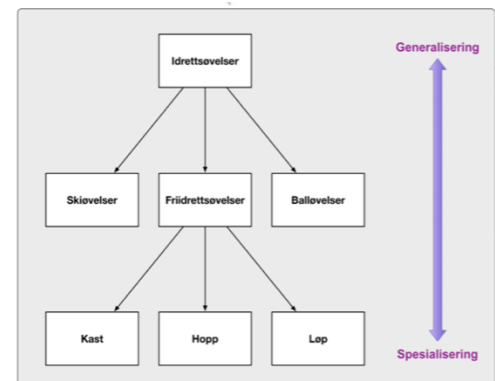 Generalisering
Idrettsøvelser
Skiøvelser
Friidrettsøvelser
Balløvelser
Kast
Hopp
Løp
Spesialisering